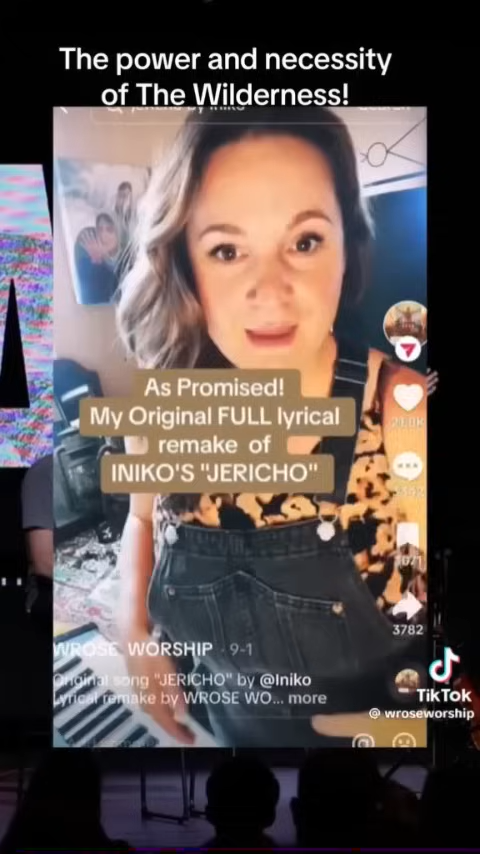 The power and necessity
of The Wilderness!
As Promised!
My Original FULL lyrical
remake of
INIKO'S "JERICHO"
3782
WROSE WORSHIP · 9-1
Original song "JERICHO" by @Iniko
Lyrical remake by WROSE WO... more
TikTok
@ wroseworship